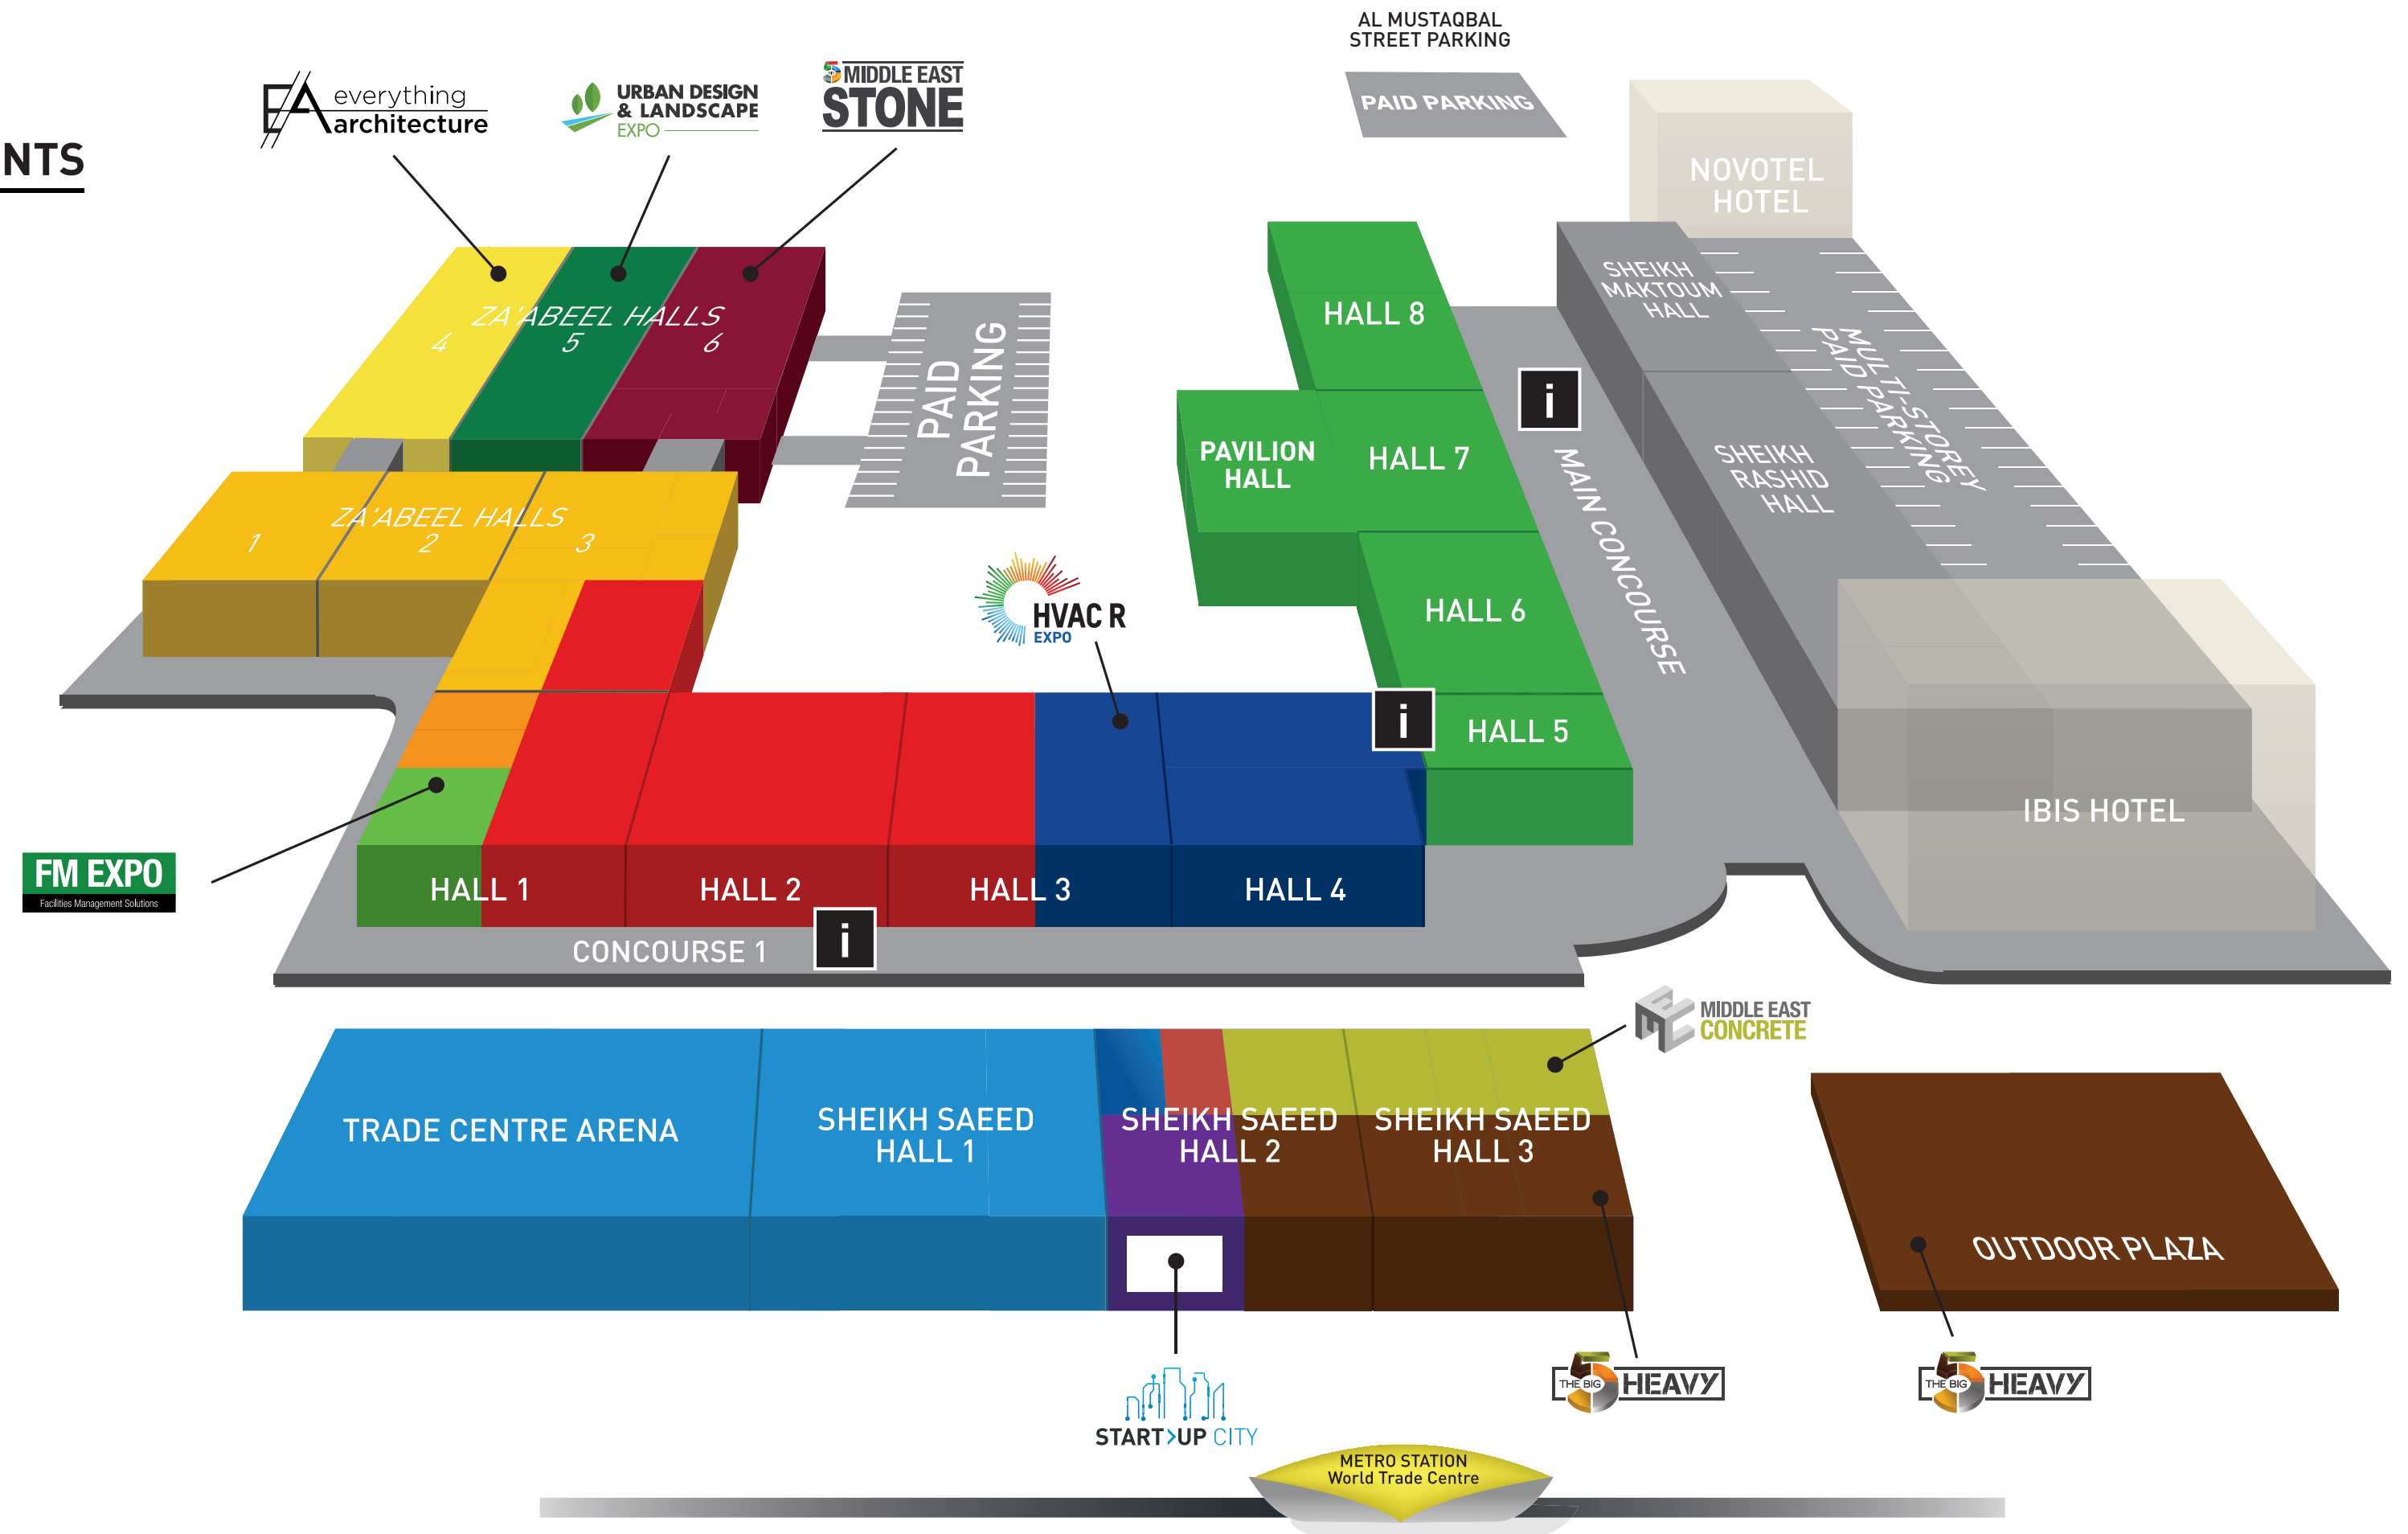 AL MUSTAQBAL
STREET PARKING
PAID PARKING
everything
architecture
EA
URBAN DESIGN
& LANDSCAPE
EXPO
5 MIDDLE EAST
STONE
NTS
NOVOTEL
HOTEL
SHEIKH
MAKTOUM
HALL
MULTI-STOREY
PAID PARKING
ZA'ABEEL HALLS
4
5
6
PAID
PARKING
HALL 8
i
PAVILION
HALL
HALL 7
MAIN CONCOURSE
SHEIKH
RASHID
HALL
ZA'ABEEL HALLS
1
2
3
HVAC R
EXPO
HALL 6
i
HALL 5
IBIS HOTEL
FM EXPO
Facilities Management Solutions
HALL 1
HALL 2
HALL 3
HALL 4
CONCOURSE 1
i
MEC
MIDDLE EAST
CONCRETE
TRADE CENTRE ARENA
SHEIKH SAEED
HALL 1
SHEIKH SAEED
HALL 2
SHEIKH SAEED
HALL 3
OUTDOOR PLAZA
START>UP CITY
THE BIG 5 HEAVY
THE BIG 5 HEAVY
METRO STATION
World Trade Centre